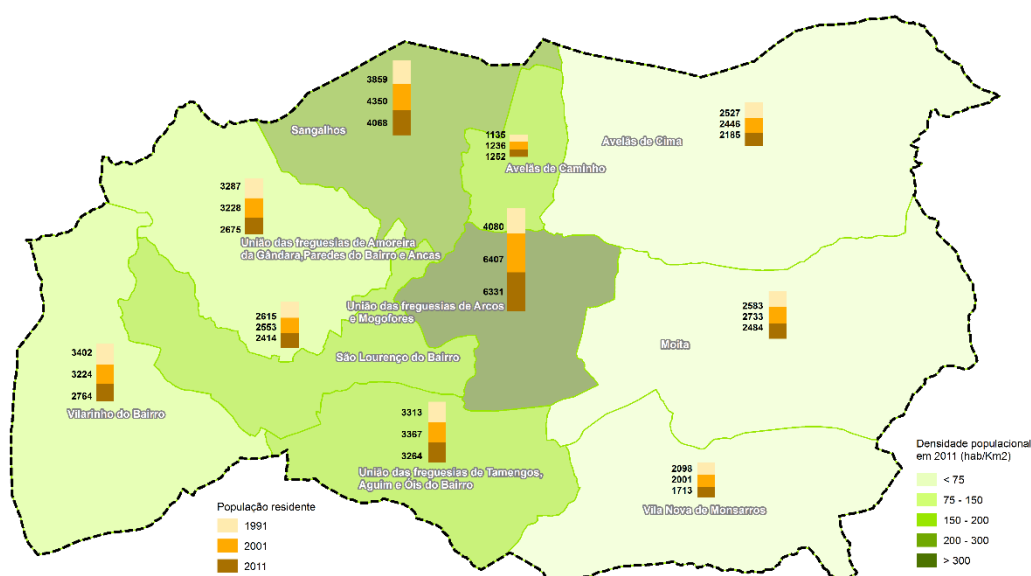 3859
4350
4068
Sangalhos
1135
1236
1252
Avelãs de Caminho
2527
2446
2185
Avelãs de Cima
3287
3228
2675
União das freguesias de Amoreira
da Gândara,Paredes do Bairro e Ancas
4080
6407
6331
União das freguesias de Arcos
e Mogofores
2615
2553
2414
São Lourenço do Bairro
2583
2733
2484
Moita
3402
3224
2764
Vilarinho do Bairro
3313
3367
3264
União das freguesias de Tamengos,
Aguim e Óis do Bairro
2098
2001
1713
Vila Nova de Monsarros
População residente
1991
2001
2011
Densidade populacional
em 2011 (hab/Km2)
< 75
75 - 150
150 - 200
200 - 300
> 300